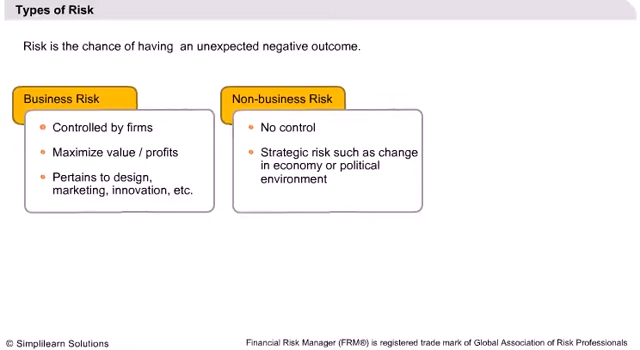 Types of Risk
Risk is the chance of having an unexpected negative outcome.
Business Risk
Controlled by firms
Maximize value / profits
Pertains to design,
marketing, innovation, etc.
Non-business Risk
No control
Strategic risk such as change
in economy or political
environment
© Simplilearn Solutions
Financial Risk Manager (FRM®) is registered trade mark of Global Association of Risk Professionals